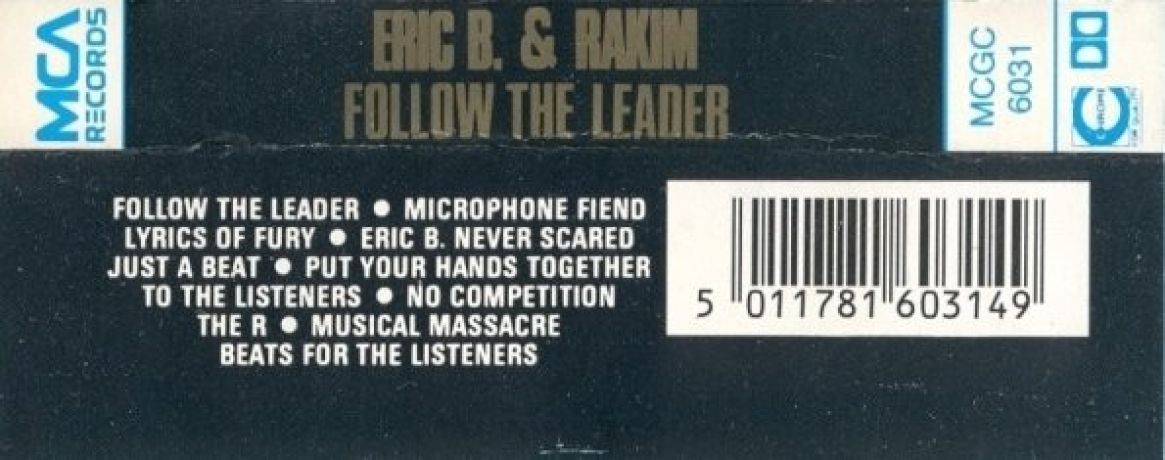 MCA
RECORDS
ERIC B. & RAKIM
FOLLOW THE LEADER
MCGC
6031
CHROME
FOLLOW THE LEADER ● MICROPHONE FIEND
LYRICS OF FURY ● ERIC B. NEVER SCARED
JUST A BEAT ● PUT YOUR HANDS TOGETHER
TO THE LISTENERS ● NO COMPETITION
THE R ● MUSICAL MASSACRE
BEATS FOR THE LISTENERS
5 011781 603149